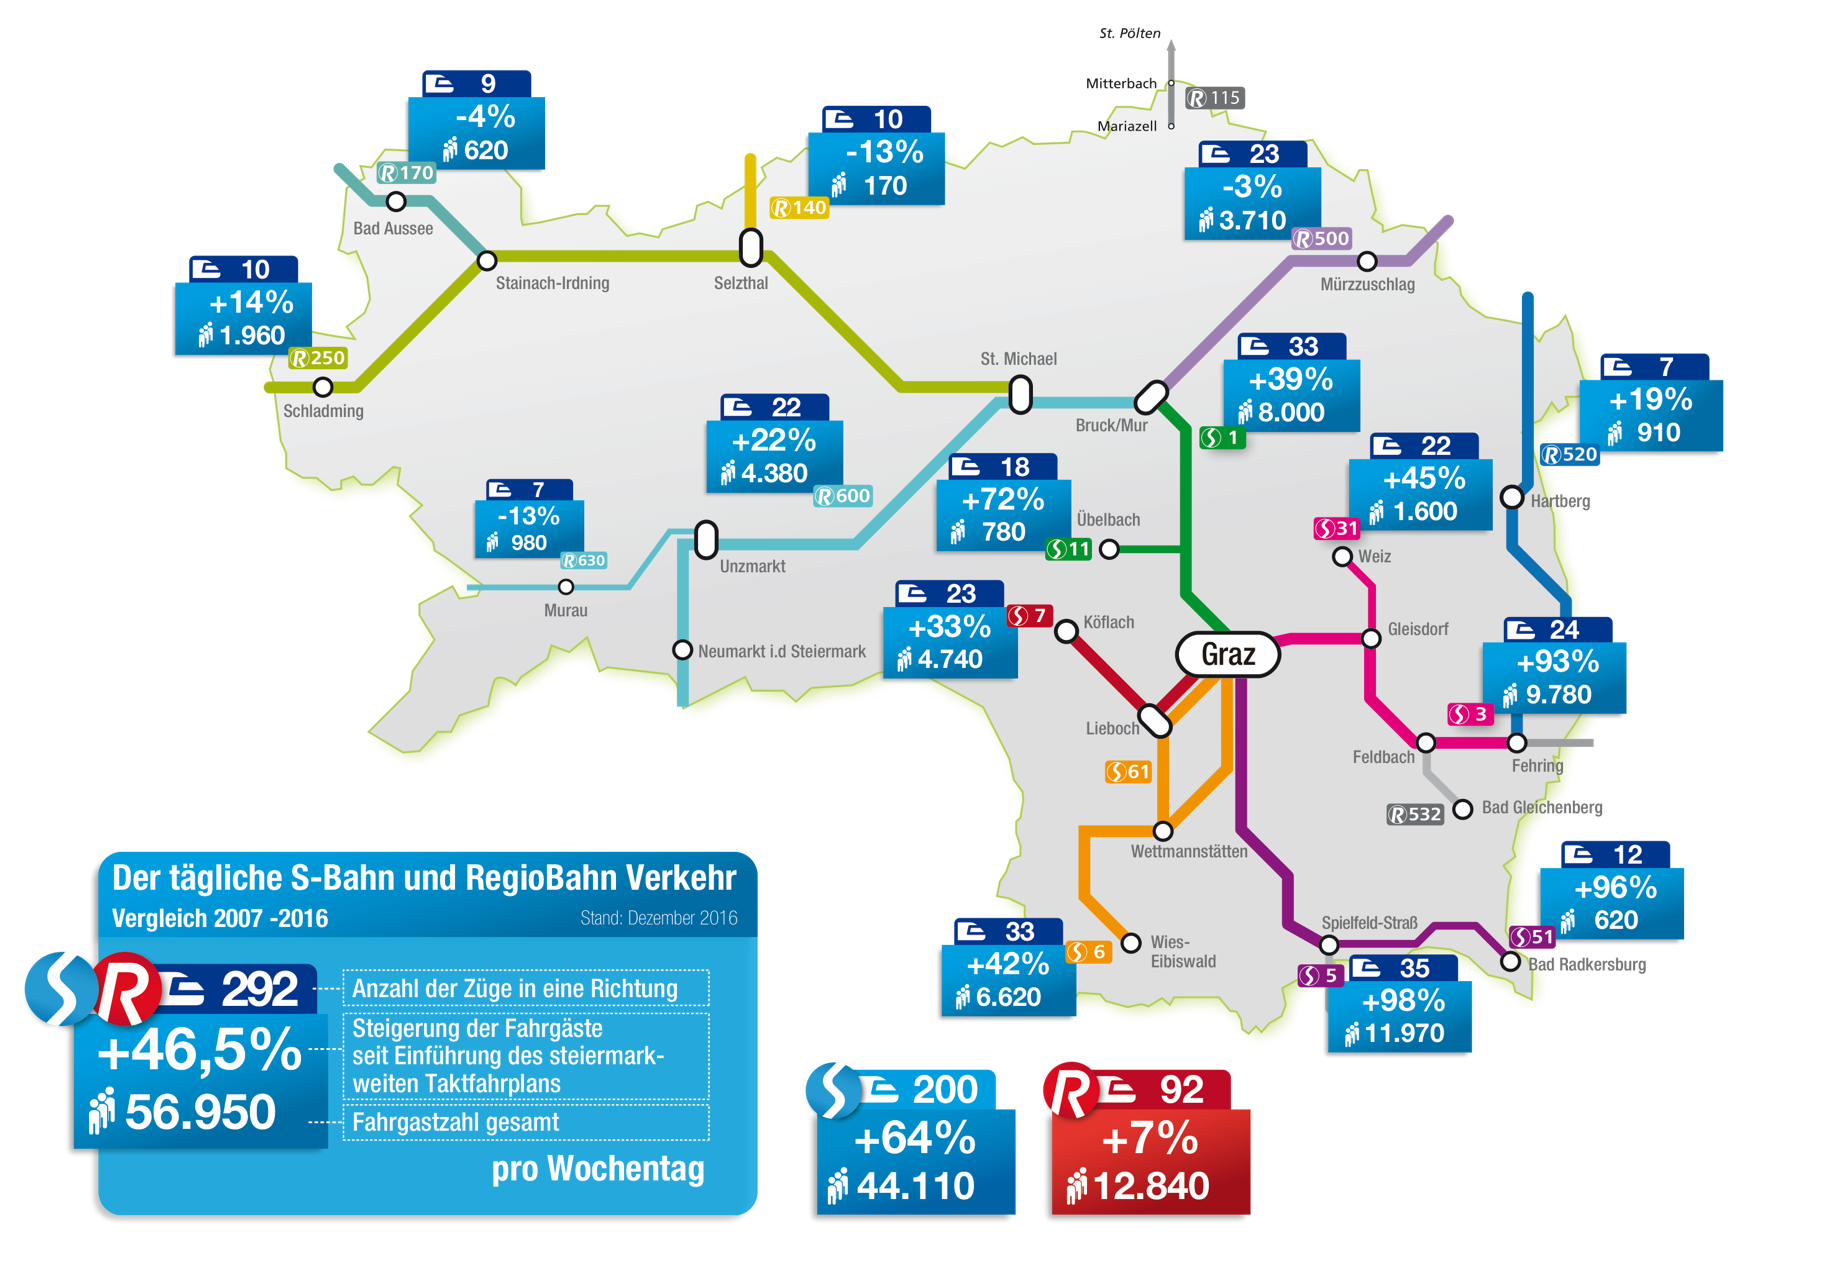 St. Pölten
Mitterbach
R 115
Mariazell
9
-4%
620
R 170
Bad Aussee
10
-13%
170
R 140
Selzthal
23
-3%
3.710
R 500
Mürzzuschlag
10
+14%
1.960
R 250
Schladming
Stainach-Irdning
St. Michael
Bruck/Mur
33
+39%
8.000
S 1
7
+19%
910
R 520
Hartberg
22
+22%
4.380
R 600
18
+72%
780
S 11
Übelbach
22
+45%
1.600
S 31
Weiz
7
-13%
980
R 630
Murau
Unzmarkt
Neumarkt i.d Steiermark
23
+33%
4.740
S 7
Köflach
Graz
Gleisdorf
24
+93%
9.780
S 3
Lieboch
S 61
Feldbach
Fehring
R 532
Bad Gleichenberg
Wettmannstätten
33
+42%
6.620
S 6
Wies-
Eibiswald
Spielfeld-Straß
S 5
35
+98%
11.970
12
+96%
620
S 51
Bad Radkersburg
Der tägliche S-Bahn und RegioBahn Verkehr
Vergleich 2007 -2016
Stand: Dezember 2016
S R 292
Anzahl der Züge in eine Richtung
+46,5%
Steigerung der Fahrgäste
seit Einführung des steiermark-
weiten Taktfahrplans
56.950
Fahrgastzahl gesamt
pro Wochentag
S 200
+64%
44.110
R 92
+7%
12.840